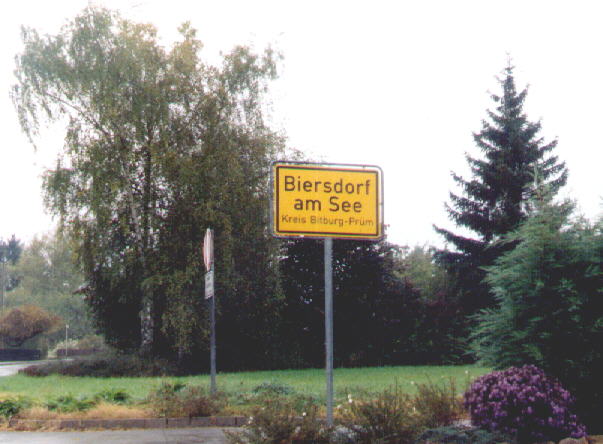 Biersdorf
am See
Kreis Bitburg-Prüm